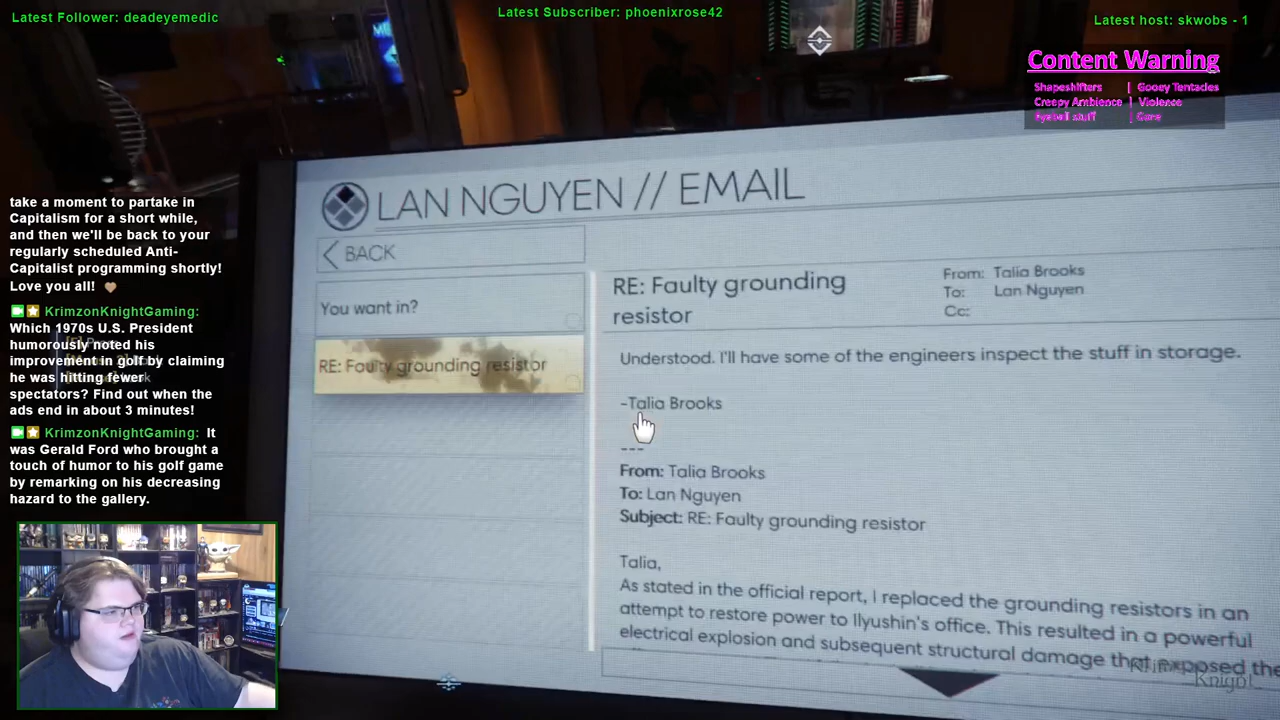 Latest Follower: deadeyemedic
Latest Subscriber: phoenixrose42
Latest host: skwobs - 1
Content Warning
Shapeshifters | Gooey Tentacles
Creepy Ambience | Violence
Eyeball stuff | Gore
take a moment to partake in
Capitalism for a short while,
and then we'll be back to your
regularly scheduled Anti-
Capitalist programming shortly!
Love you all!
KrimzonKnightGaming:
Which 1970s U.S. President
humorously noted his
improvement in golf by claiming
he was hitting fewer
spectators? Find out when the
ads end in about 3 minutes!
KrimzonKnightGaming: It
was Gerald Ford who brought a
touch of humor to his golf game
by remarking on his decreasing
hazard to the gallery.
LAN NGUYEN // EMAIL
BACK
You want in?
RE: Faulty grounding resistor
RE: Faulty grounding
resistor
From: Talia Brooks
To: Lan Nguyen
Cc:
Understood. I'll have some of the engineers inspect the stuff in storage.
-Talia Brooks
---
From: Talia Brooks
To: Lan Nguyen
Subject: RE: Faulty grounding resistor
Talia,
As stated in the official report, I replaced the grounding resistors in an
attempt to restore power to Ilyushin's office. This resulted in a powerful
electrical explosion and subsequent structural damage that exposed the
Knight